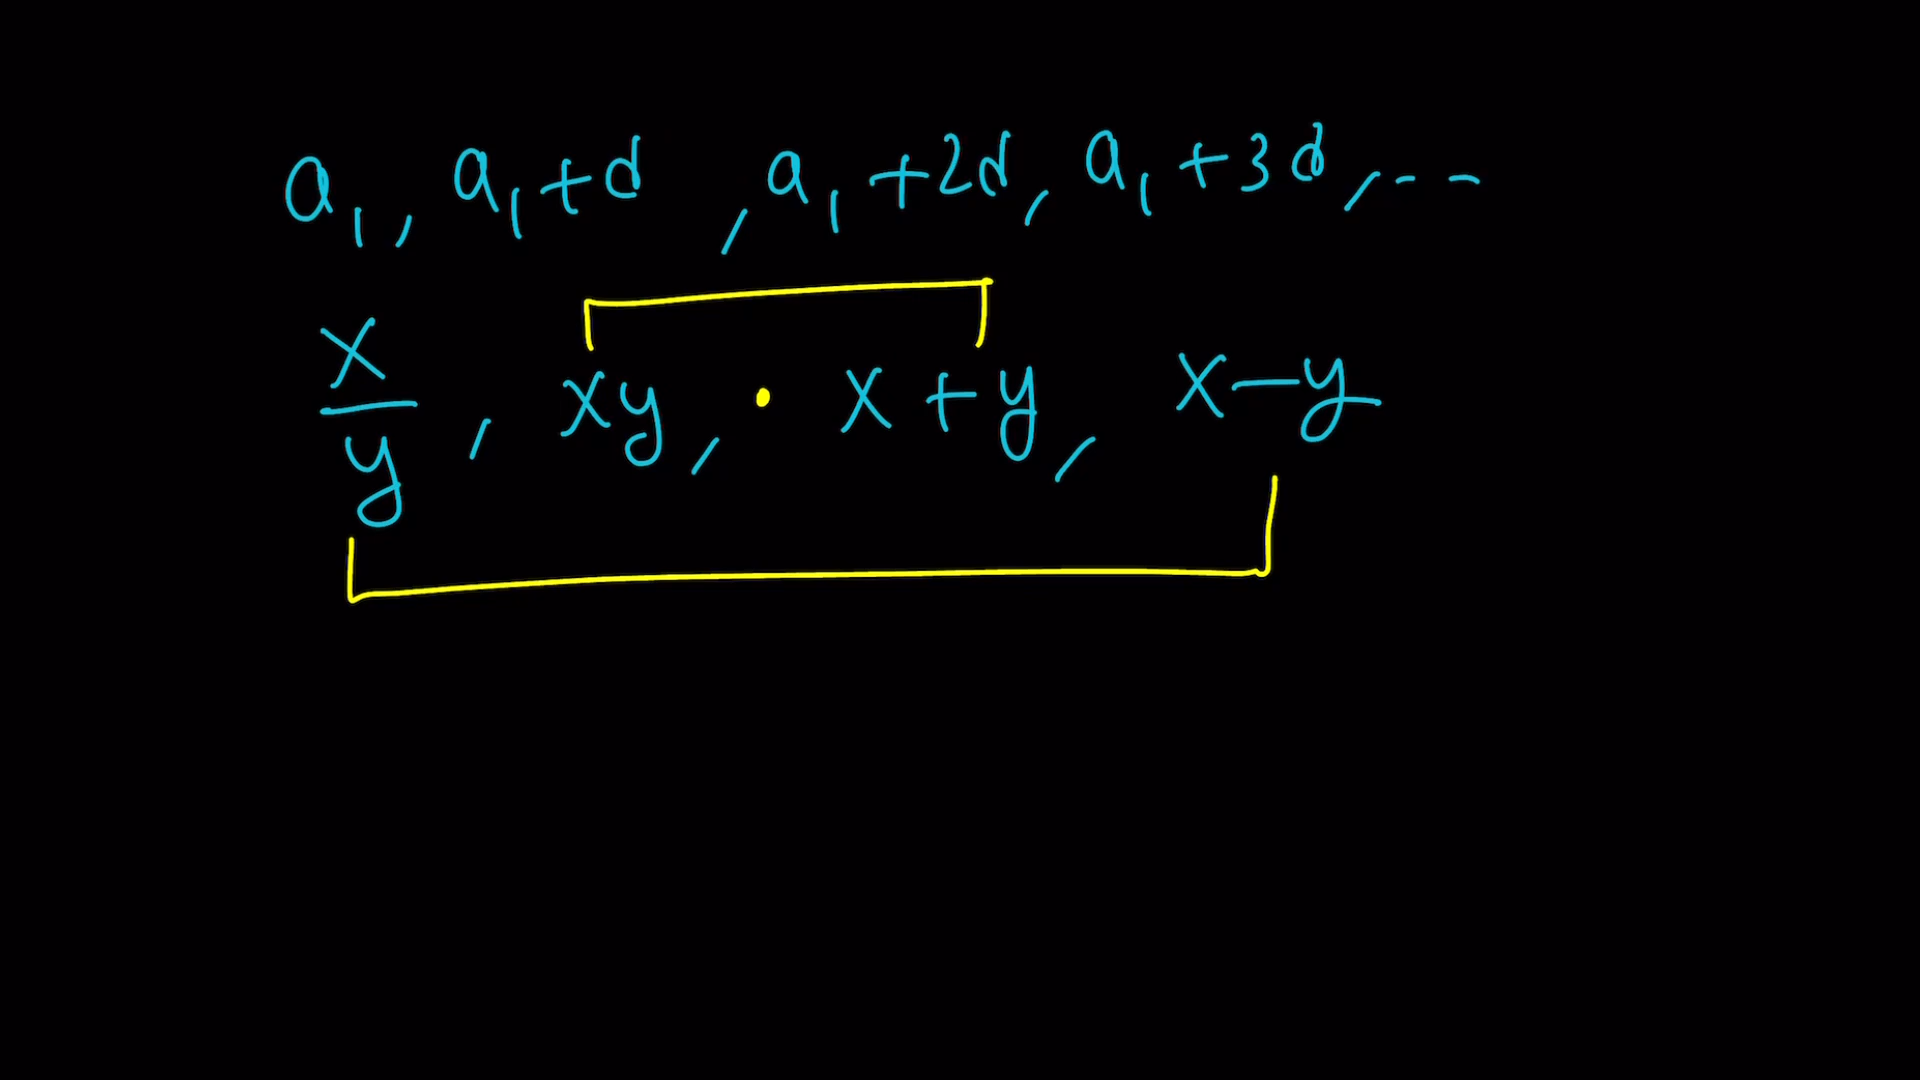 a₁, a₁+d, a₁+2d, a₁+3d, ...
x/y, xy, x+y, x-y